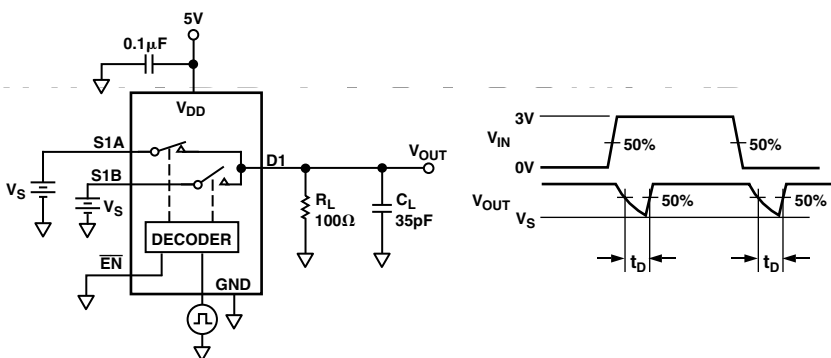 5V
0.1µF
VDD
S1A
S1B
D1
VOUT
VS
VS
RL
100Ω
CL
35pF
DECODER
EN
GND
3V
VIN
50%
50%
0V
VOUT
50%
50%
VS
tD
tD